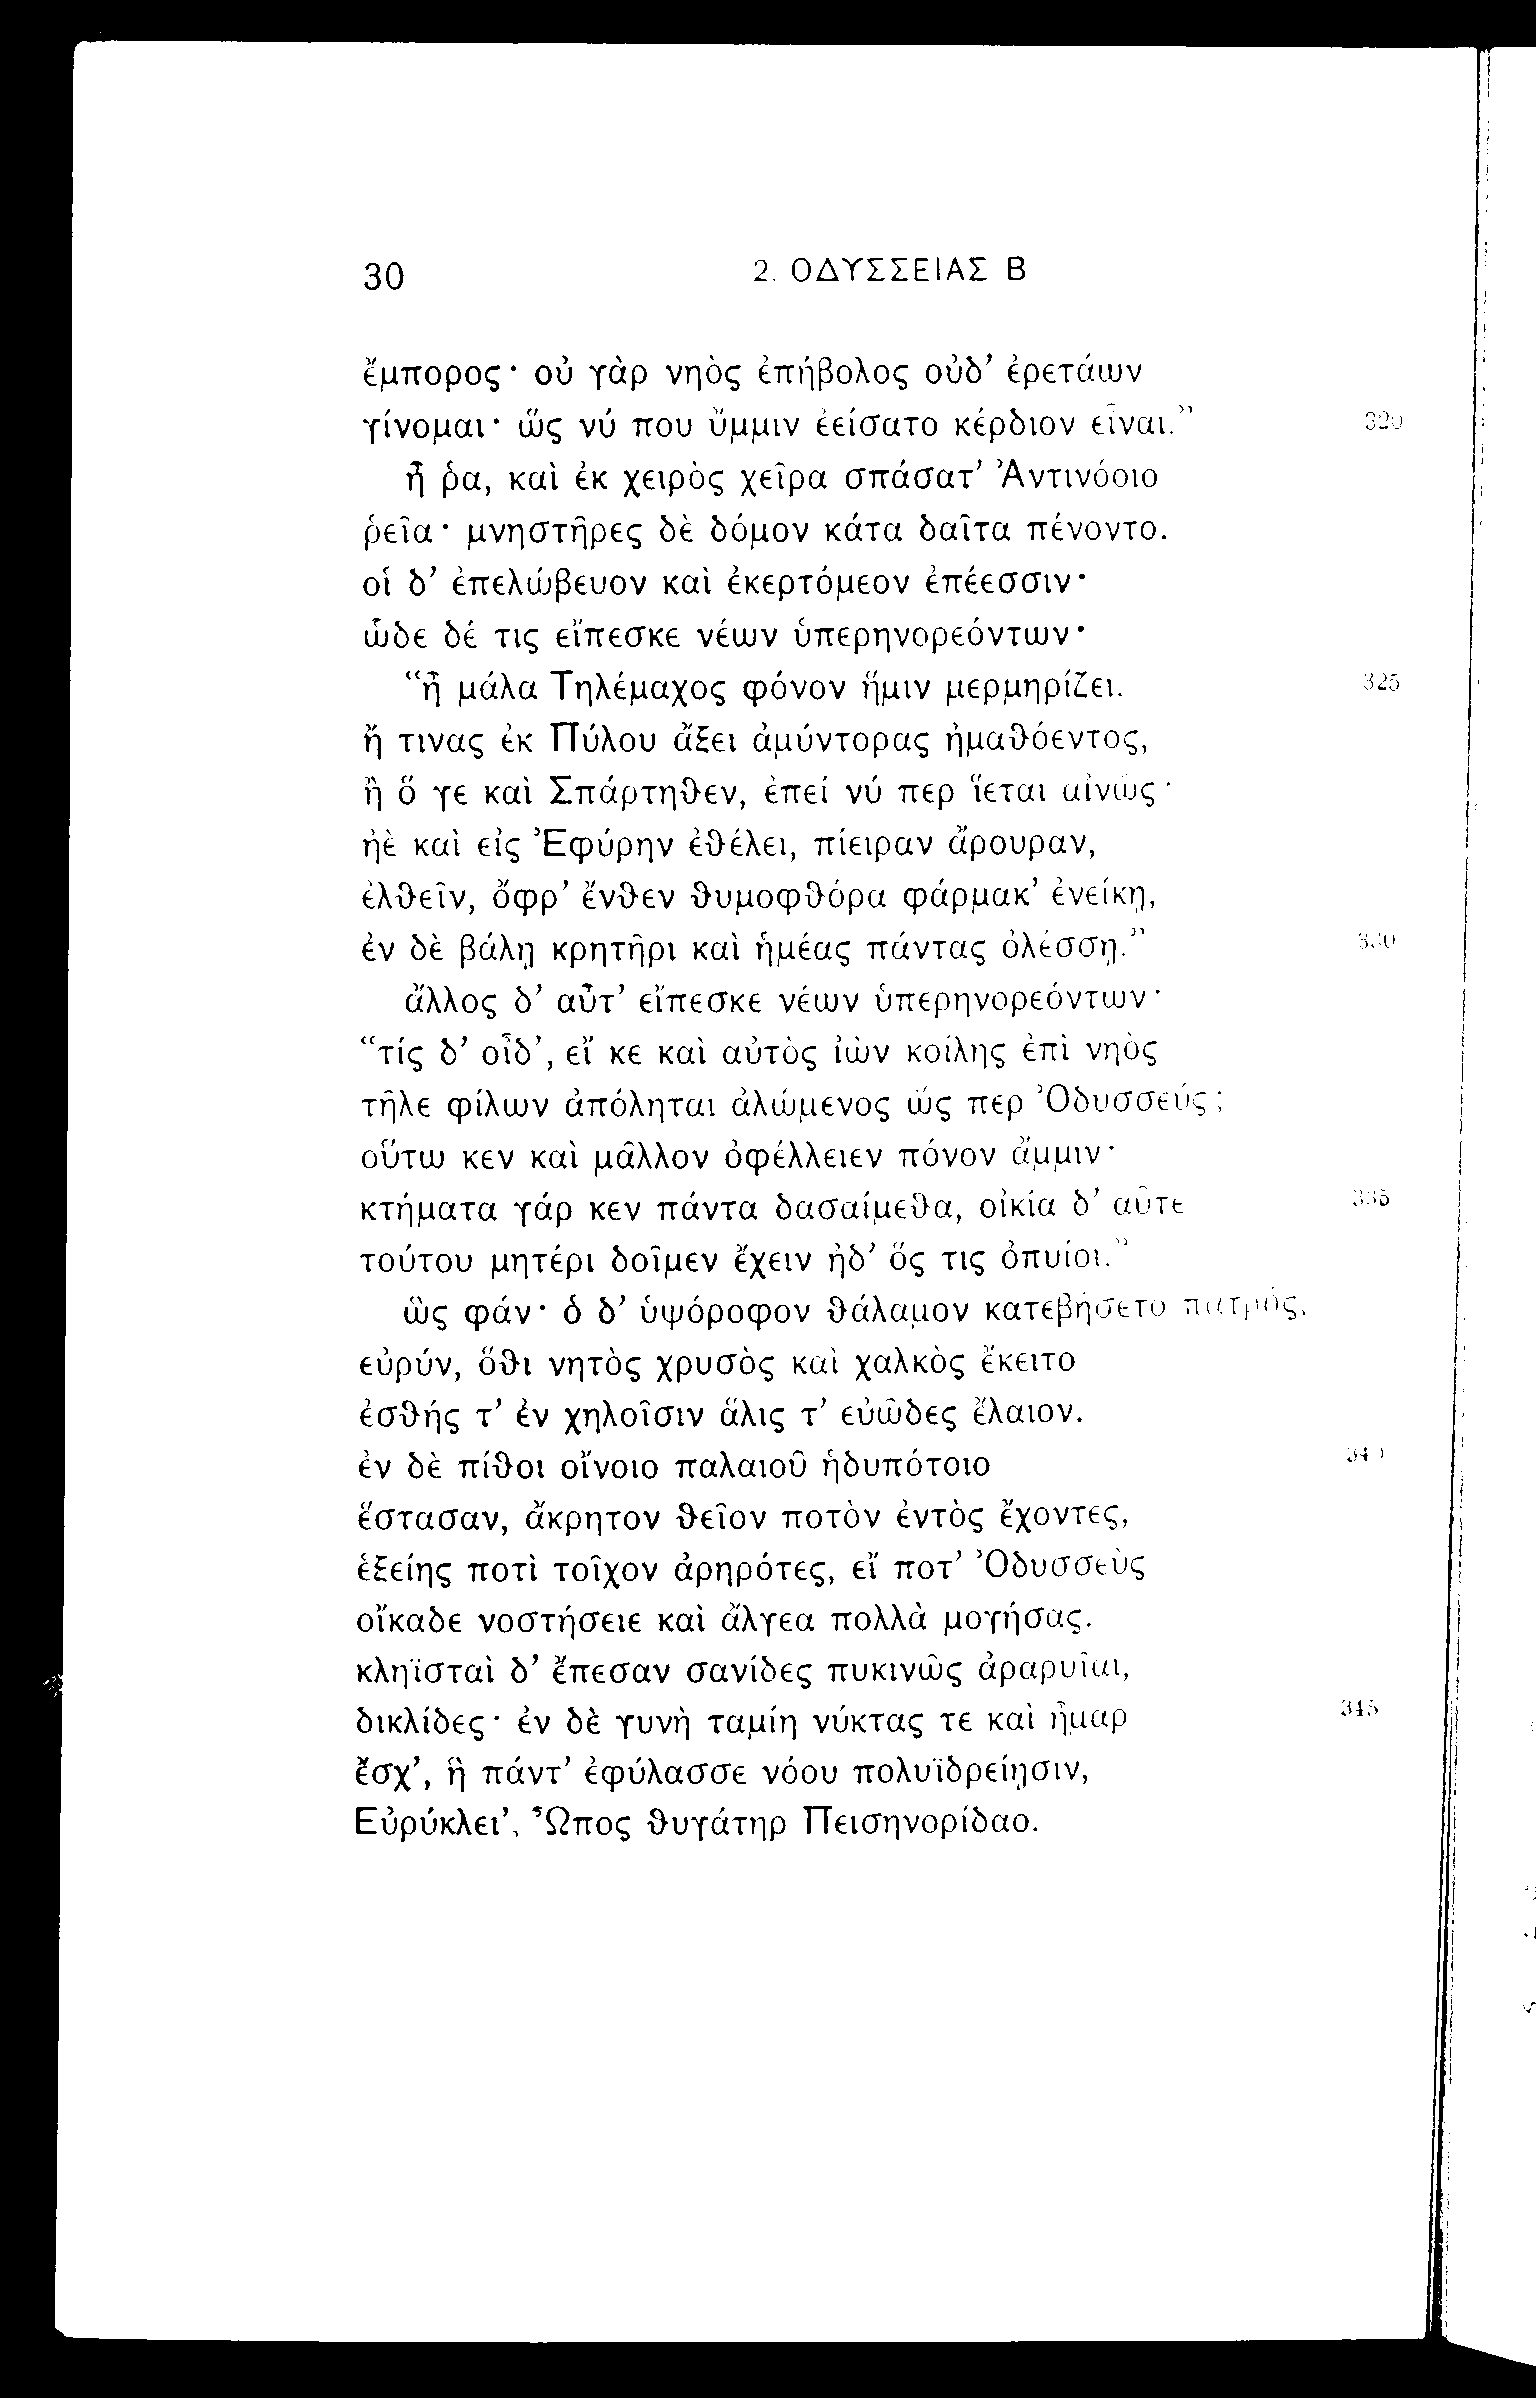 30 2. ΟΔΥΣΣΕΙΑΣ Β
ἔμπορος· οὐ γὰρ νηὸς ἐπήβολος οὐδ’ ἐρετάων
γίνομαι· ὥς νύ που ὔμμιν ἐείσατο κέρδιον εἶναι.” 320
ἦ ῥα, καὶ ἐκ χειρὸς χεῖρα σπάσατ’ Ἀντινόοιο
ῥεῖα· μνηστῆρες δὲ δόμον κάτα δαῖτα πένοντο.
οἱ δ’ ἐπελώβευον καὶ ἐκερτόμεον ἐπέεσσιν·
ὧδε δέ τις εἴπεσκε νέων ὑπερηνορεόντων·
“ἦ μάλα Τηλέμαχος φόνον ἥμιν μερμηρίζει. 325
ἤ τινας ἐκ Πύλου ἄξει ἀμύντορας ἠμαθόεντος,
ἢ ὅ γε καὶ Σπάρτηθεν, ἐπεί νύ περ ἵεται αἰνῶς·
ἠὲ καὶ εἰς Ἐφύρην ἐθέλει, πίειραν ἄρουραν,
ἐλθεῖν, ὄφρ’ ἔνθεν θυμοφθόρα φάρμακ’ ἐνείκῃ,
ἐν δὲ βάλῃ κρητῆρι καὶ ἡμέας πάντας ὀλέσσῃ.” 330
ἄλλος δ’ αὖτ’ εἴπεσκε νέων ὑπερηνορεόντων·
“τίς δ’ οἶδ’, εἴ κε καὶ αὐτὸς ἰὼν κοίλης ἐπὶ νηὸς
τῆλε φίλων ἀπόληται ἀλώμενος ὥς περ Ὀδυσσεύς;
οὕτω κεν καὶ μᾶλλον ὀφέλλειεν πόνον ἄμμιν·
κτήματα γάρ κεν πάντα δασαίμεθα, οἰκία δ’ αὖτε 335
τούτου μητέρι δοῖμεν ἔχειν ἠδ’ ὅς τις ὀπυίοι.”
ὣς φάν· ὁ δ’ ὑψόροφον θάλαμον κατεβήσετο πατρός,
εὐρύν, ὅθι νητὸς χρυσὸς καὶ χαλκὸς ἔκειτο
ἐσθής τ’ ἐν χηλοῖσιν ἅλις τ’ εὐῶδες ἔλαιον.
ἐν δὲ πίθοι οἴνοιο παλαιοῦ ἡδυπότοιο 340
ἕστασαν, ἄκρητον θεῖον ποτὸν ἐντὸς ἔχοντες,
ἑξείης ποτὶ τοῖχον ἀρηρότες, εἴ ποτ’ Ὀδυσσεὺς
οἴκαδε νοστήσειε καὶ ἄλγεα πολλὰ μογήσας.
κληϊσταὶ δ’ ἔπεσαν σανίδες πυκινῶς ἀραρυῖαι,
δικλίδες· ἐν δὲ γυνὴ ταμίη νύκτας τε καὶ ἦμαρ 345
ἔσχ’, ἣ πάντ’ ἐφύλασσε νόου πολυϊδρείῃσιν,
Εὐρύκλει’, Ὦπος θυγάτηρ Πεισηνορίδαο.